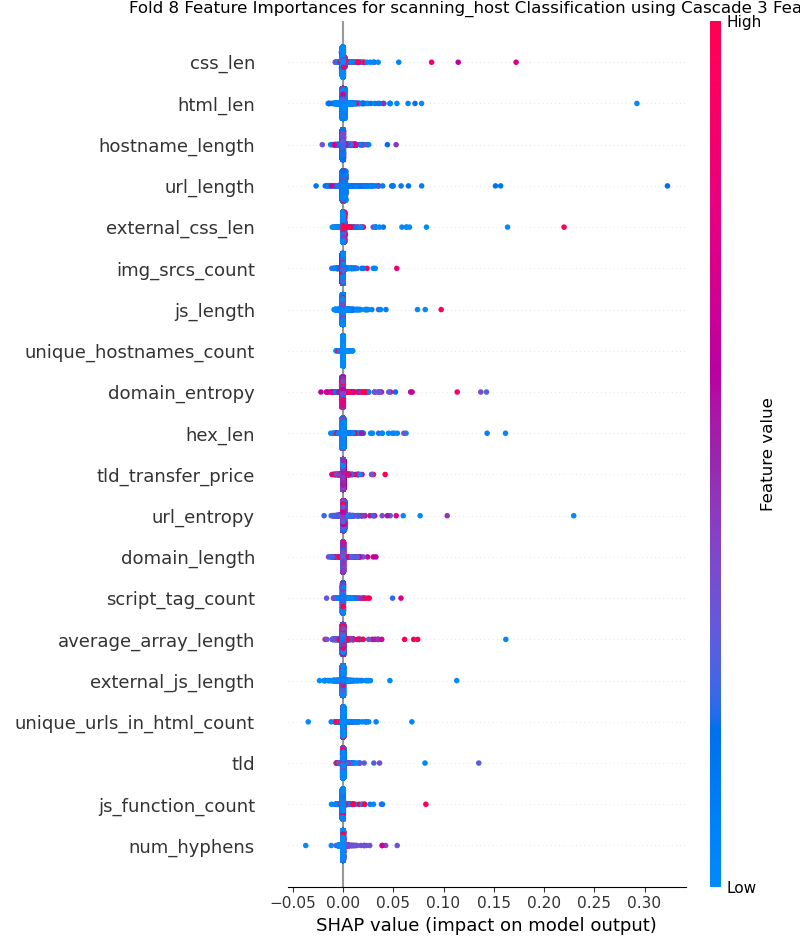 Fold 8 Feature Importances for scanning_host Classification using Cascade 3 Fea
High
css_len
html_len
hostname_length
url_length
external_css_len
img_srcs_count
js_length
unique_hostnames_count
domain_entropy
hex_len
tld_transfer_price
url_entropy
domain_length
script_tag_count
average_array_length
external_js_length
unique_urls_in_html_count
tld
js_function_count
num_hyphens
Feature value
Low
−0.05 0.00 0.05 0.10 0.15 0.20 0.25 0.30
SHAP value (impact on model output)